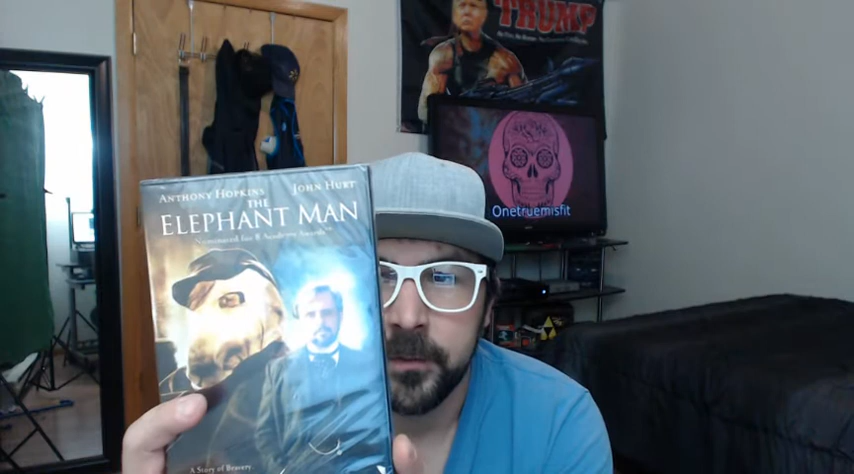 TRUMP
Onetruemisfit
ANTHONY HOPKINS JOHN HURT
THE
ELEPHANT MAN
Nominated for 8 Academy Awards
A Story of Bravery